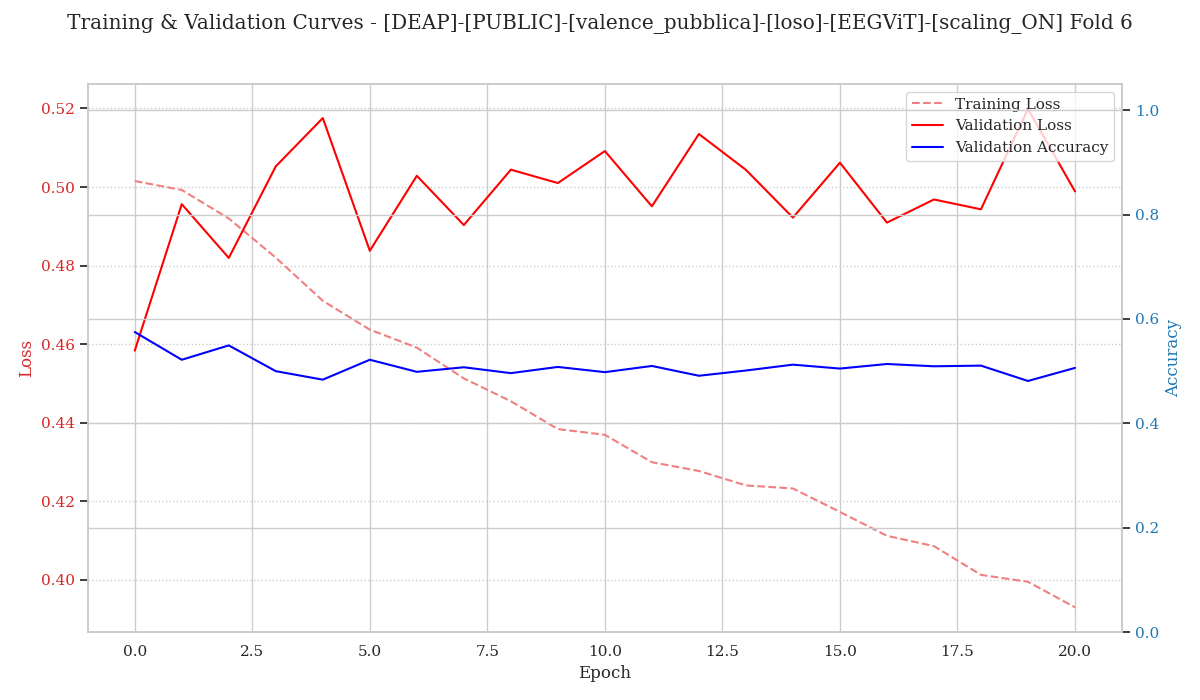 Training & Validation Curves - [DEAP]-[PUBLIC]-[valence_pubblica]-[loso]-[EEGViT]-[scaling_ON] Fold 6
Training Loss
Validation Loss
Validation Accuracy
Loss
0.52
0.50
0.48
0.46
0.44
0.42
0.40
1.0
0.8
0.6
0.4
0.2
0.0
Accuracy
0.0 2.5 5.0 7.5 10.0 12.5 15.0 17.5 20.0
Epoch